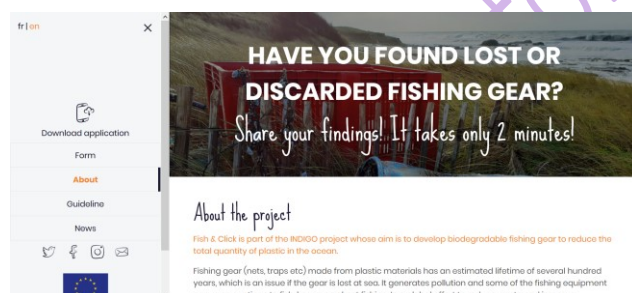 fr | en
Download application
Form
About
Guideline
News
HAVE YOU FOUND LOST OR
DISCARDED FISHING GEAR?
Share your findings! It takes only 2 minutes!
About the project
Fish & Click is part of the INDIGO project whose aim is to develop biodegradable fishing gear to reduce the
total quantity of plastic in the ocean.
Fishing gear (nets, traps etc) made from plastic materials has an estimated lifetime of several hundred
years, which is an issue if the gear is lost at sea. It generates pollution and some of the fishing equipment